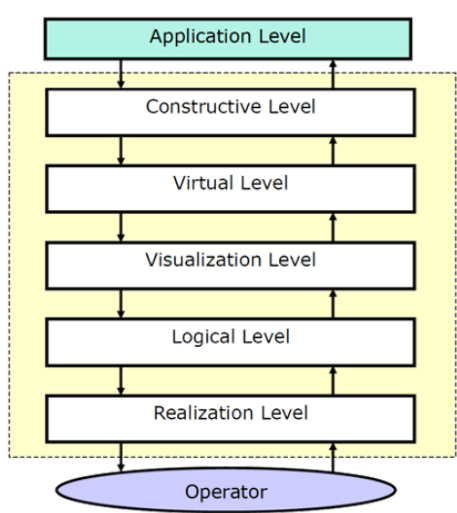 Application Level
Constructive Level
Virtual Level
Visualization Level
Logical Level
Realization Level
Operator